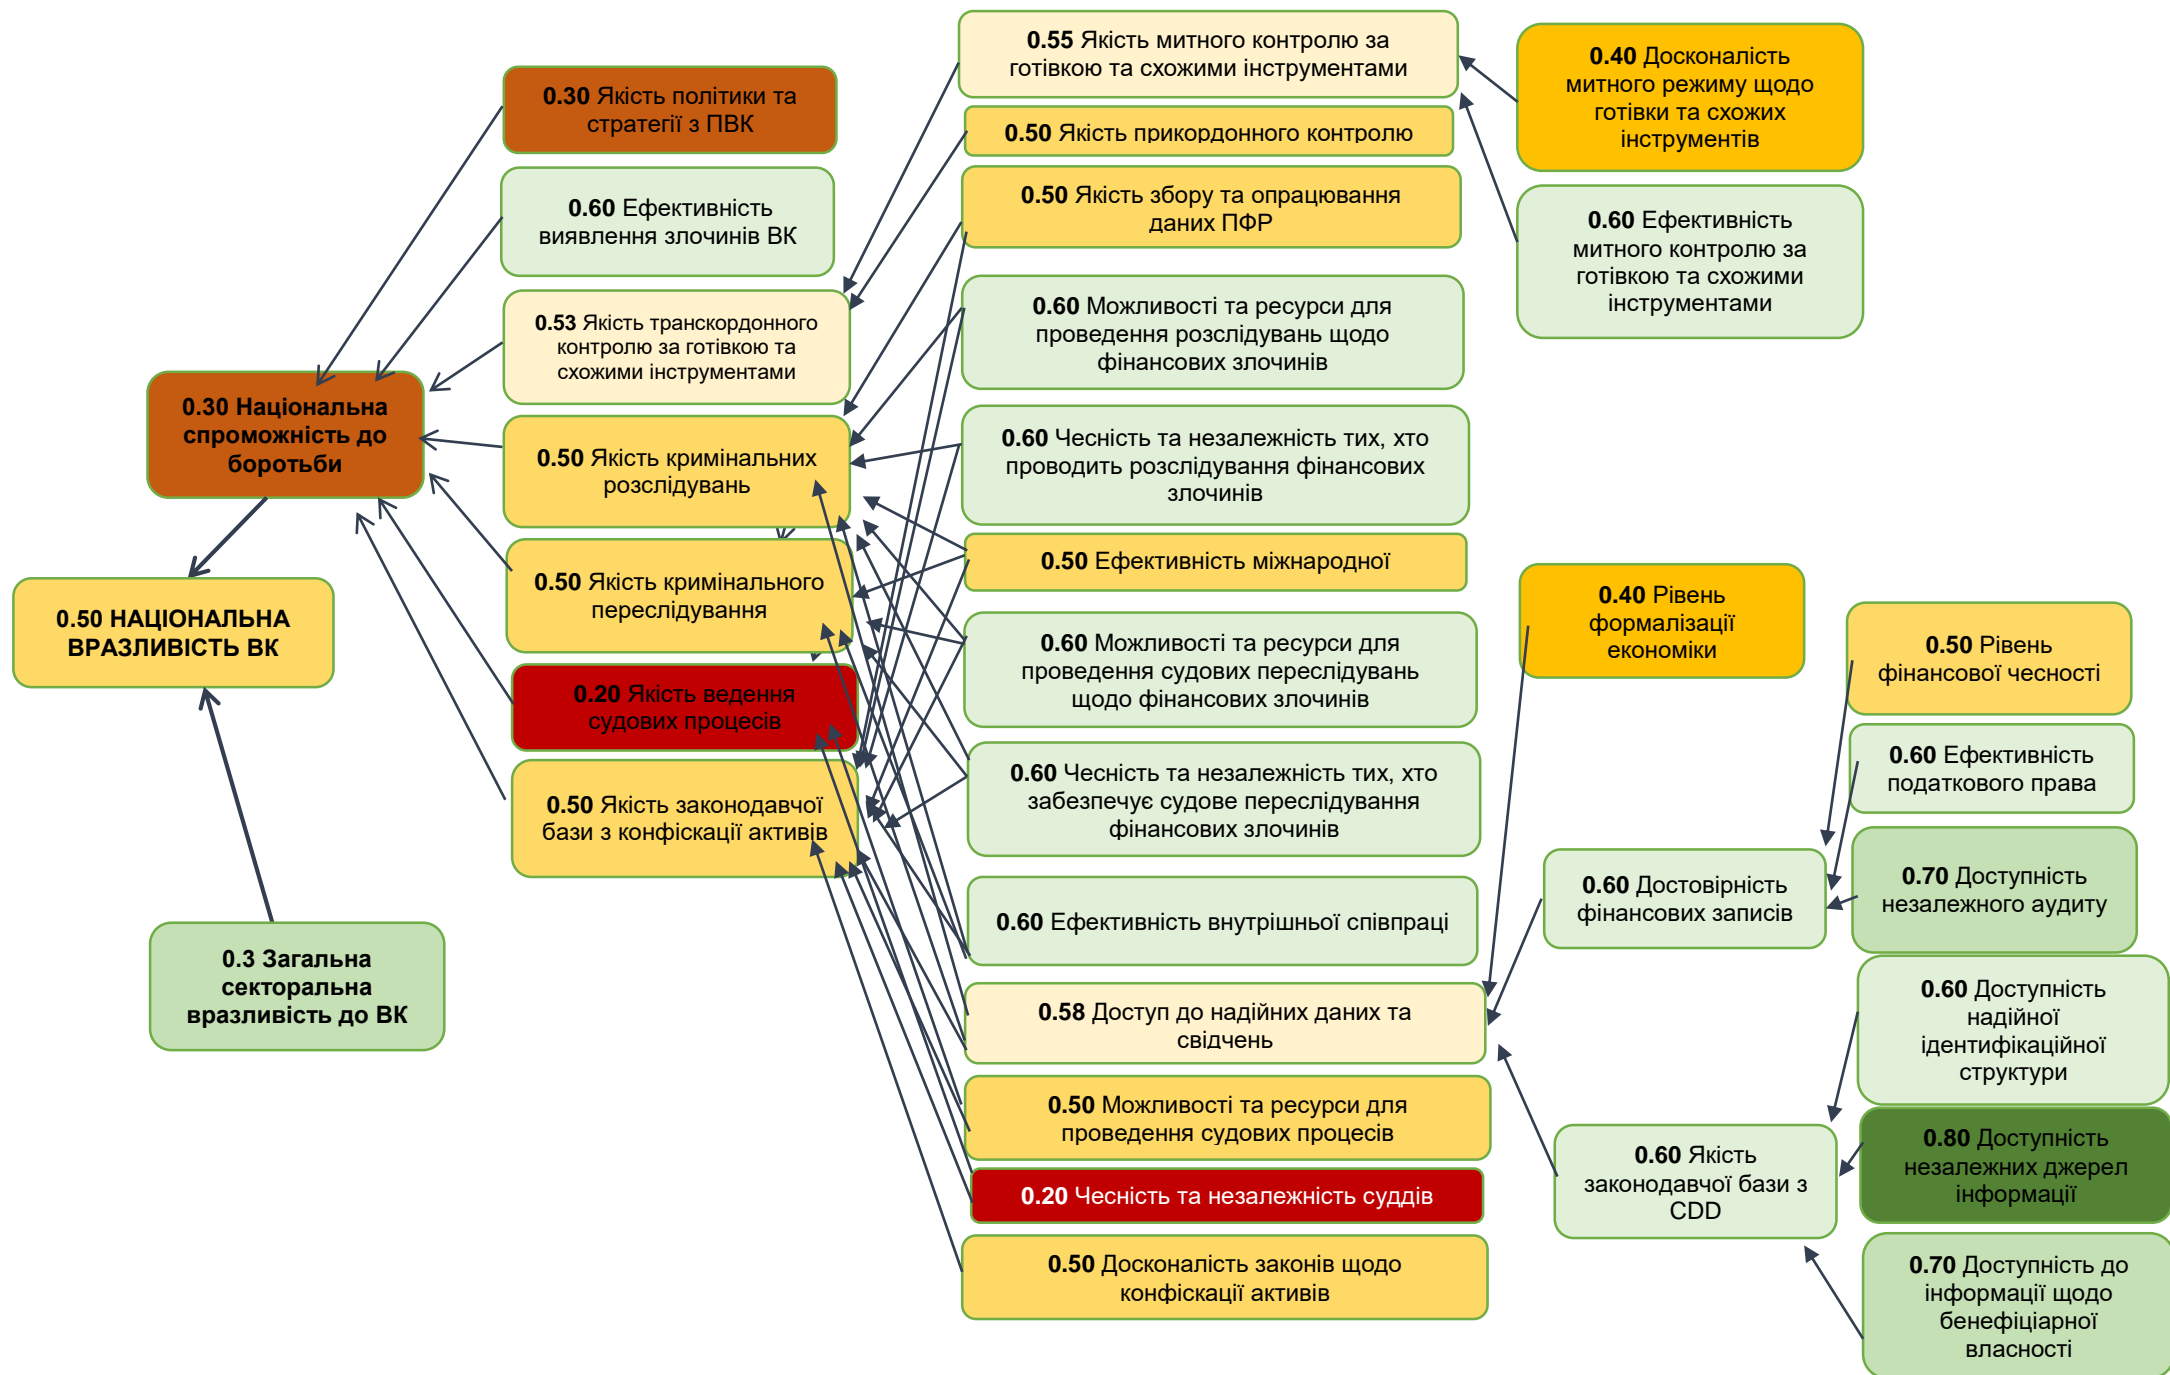 0.30 Національна
спроможність до
боротьби
0.50 НАЦІОНАЛЬНА
ВРАЗЛИВІСТЬ ВК
0.3 Загальна
секторальна
вразливість до ВК
0.30 Якість політики та
стратегії з ПВК
0.60 Ефективність
виявлення злочинів ВК
0.53 Якість транскордонного
контролю за готівкою та
схожими інструментами
0.50 Якість кримінальних
розслідувань
0.50 Якість кримінального
переслідування
0.20 Якість ведення
судових процесів
0.50 Якість законодавчої
бази з конфіскації активів
0.55 Якість митного контролю за
готівкою та схожими інструментами
0.50 Якість прикордонного контролю
0.50 Якість збору та опрацювання
даних ПФР
0.60 Можливості та ресурси для
проведення розслідувань щодо
фінансових злочинів
0.60 Чесність та незалежність тих, хто
проводить розслідування фінансових
злочинів
0.50 Ефективність міжнародної
0.60 Можливості та ресурси для
проведення судових переслідувань
щодо фінансових злочинів
0.60 Чесність та незалежність тих, хто
забезпечує судове переслідування
фінансових злочинів
0.60 Ефективність внутрішньої співпраці
0.58 Доступ до надійних даних та
свідчень
0.50 Можливості та ресурси для
проведення судових процесів
0.20 Чесність та незалежність суддів
0.50 Досконалість законів щодо
конфіскації активів
0.40 Досконалість
митного режиму щодо
готівки та схожих
інструментів
0.60 Ефективність
митного контролю за
готівкою та схожими
інструментами
0.40 Рівень
формалізації
економіки
0.60 Достовірність
фінансових записів
0.60 Якість
законодавчої бази з
CDD
0.50 Рівень
фінансової чесності
0.60 Ефективність
податкового права
0.70 Доступність
незалежного аудиту
0.60 Доступність
надійної
ідентифікаційної
структури
0.80 Доступність
незалежних джерел
інформації
0.70 Доступність до
інформації щодо
бенефіціарної
власності